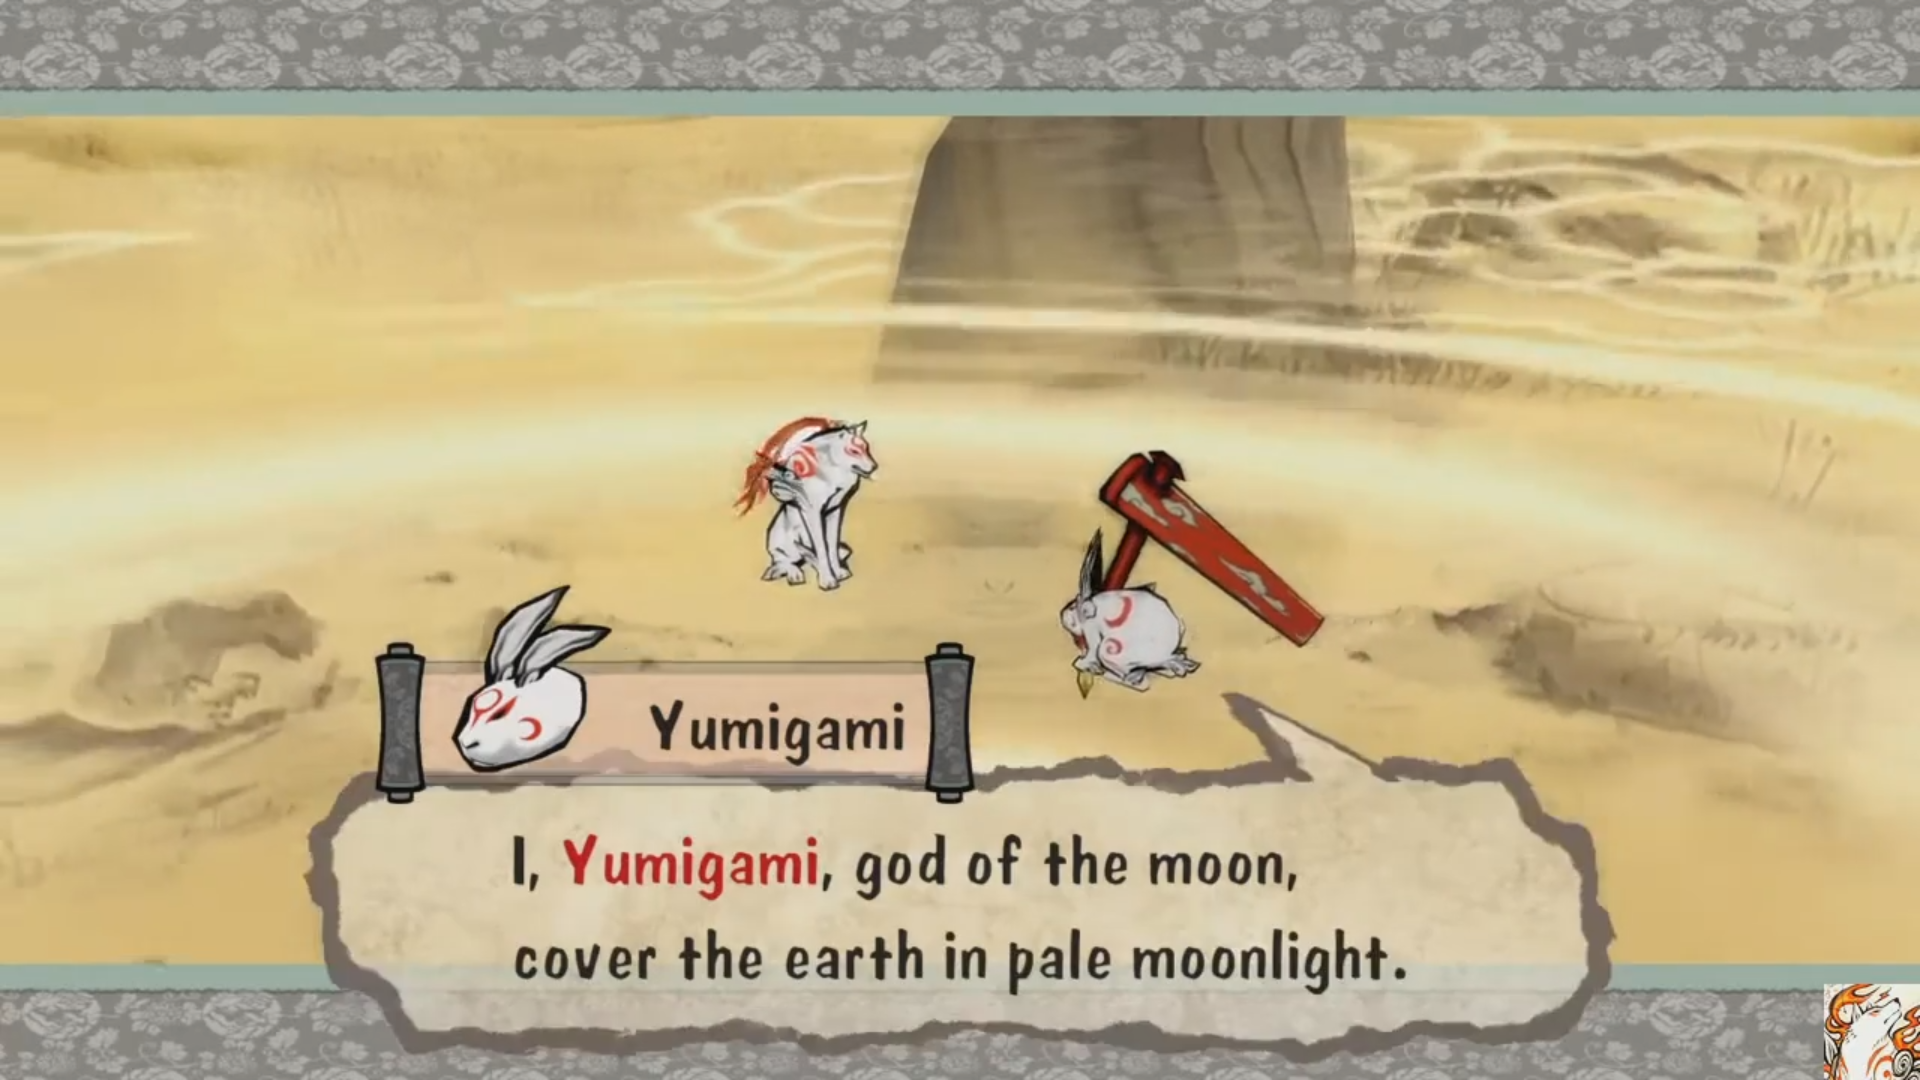 Yumigami
I, Yumigami, god of the moon,
cover the earth in pale moonlight.